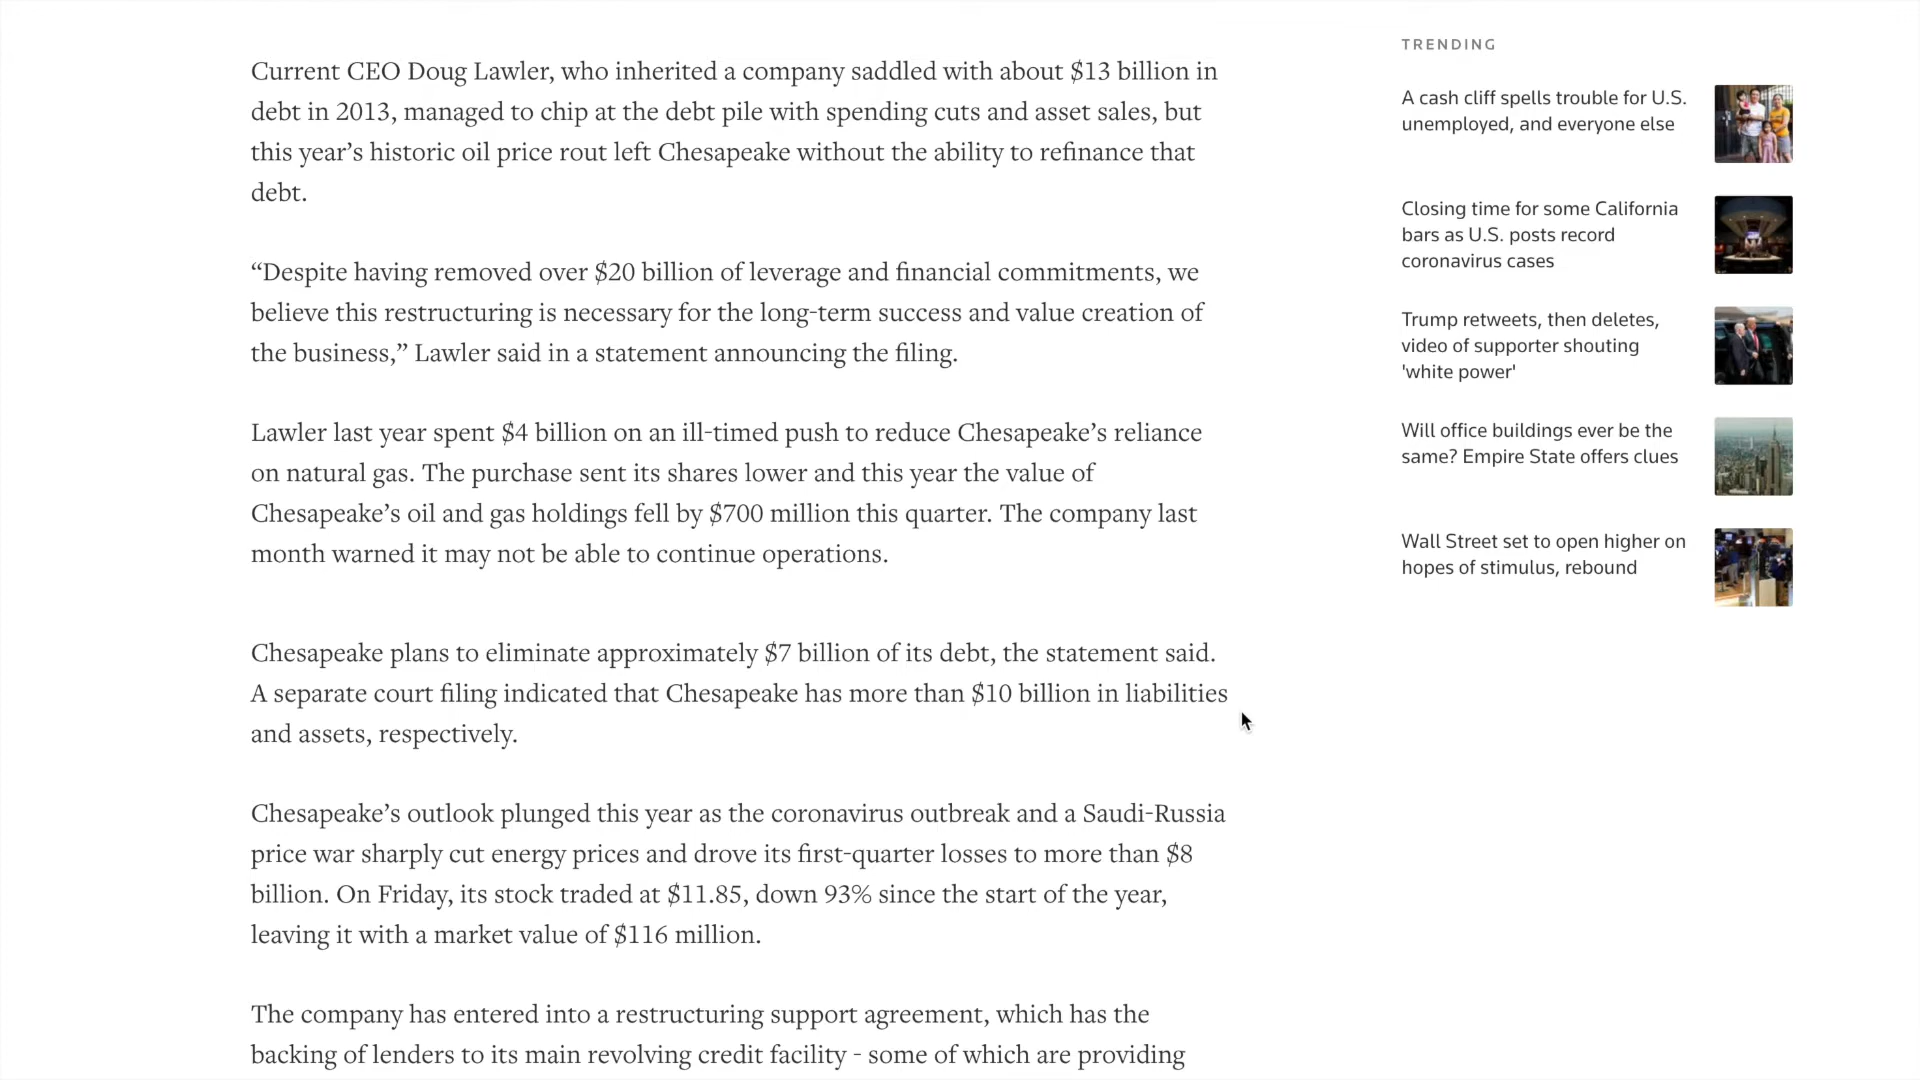 Current CEO Doug Lawler, who inherited a company saddled with about $13 billion in
debt in 2013, managed to chip at the debt pile with spending cuts and asset sales, but
this year’s historic oil price rout left Chesapeake without the ability to refinance that
debt.
“Despite having removed over $20 billion of leverage and financial commitments, we
believe this restructuring is necessary for the long-term success and value creation of
the business,” Lawler said in a statement announcing the filing.
Lawler last year spent $4 billion on an ill-timed push to reduce Chesapeake’s reliance
on natural gas. The purchase sent its shares lower and this year the value of
Chesapeake’s oil and gas holdings fell by $700 million this quarter. The company last
month warned it may not be able to continue operations.
Chesapeake plans to eliminate approximately $7 billion of its debt, the statement said.
A separate court filing indicated that Chesapeake has more than $10 billion in liabilities
and assets, respectively.
Chesapeake’s outlook plunged this year as the coronavirus outbreak and a Saudi-Russia
price war sharply cut energy prices and drove its first-quarter losses to more than $8
billion. On Friday, its stock traded at $11.85, down 93% since the start of the year,
leaving it with a market value of $116 million.
The company has entered into a restructuring support agreement, which has the
backing of lenders to its main revolving credit facility - some of which are providing
TRENDING
A cash cliff spells trouble for U.S.
unemployed, and everyone else
Closing time for some California
bars as U.S. posts record
coronavirus cases
Trump retweets, then deletes,
video of supporter shouting
'white power'
Will office buildings ever be the
same? Empire State offers clues
Wall Street set to open higher on
hopes of stimulus, rebound